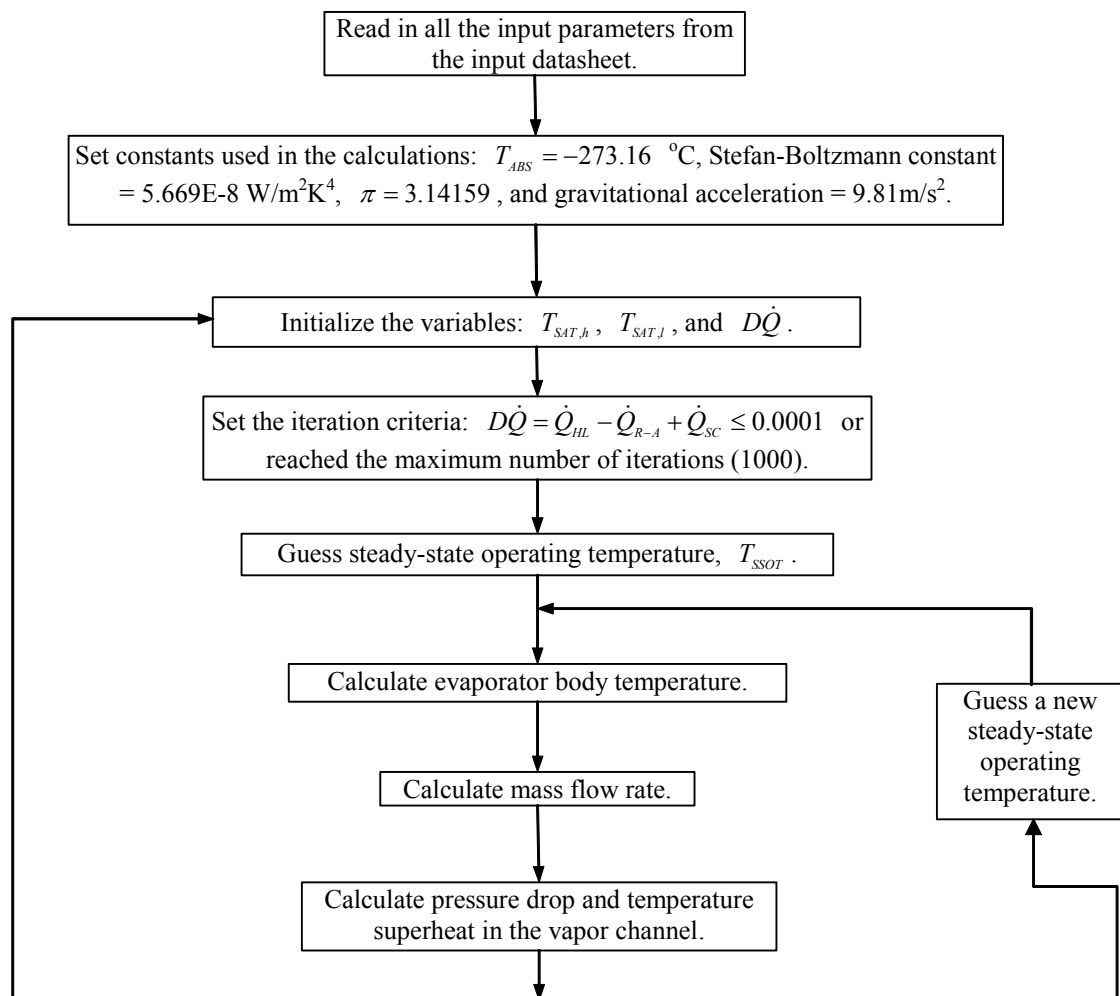 Read in all the input parameters from
the input datasheet.
Set constants used in the calculations: T_ABS = −273.16 °C, Stefan-Boltzmann constant
= 5.669E-8 W/m²K⁴, π = 3.14159 , and gravitational acceleration = 9.81m/s².
Initialize the variables: T_SAT,h , T_SAT,l , and DQ̇ .
Set the iteration criteria: DQ̇ = Q̇_HL − Q̇_R−A + Q̇_SC ≤ 0.0001 or
reached the maximum number of iterations (1000).
Guess steady-state operating temperature, T_SSOT .
Calculate evaporator body temperature.
Guess a new
steady-state
operating
temperature.
Calculate mass flow rate.
Calculate pressure drop and temperature
superheat in the vapor channel.